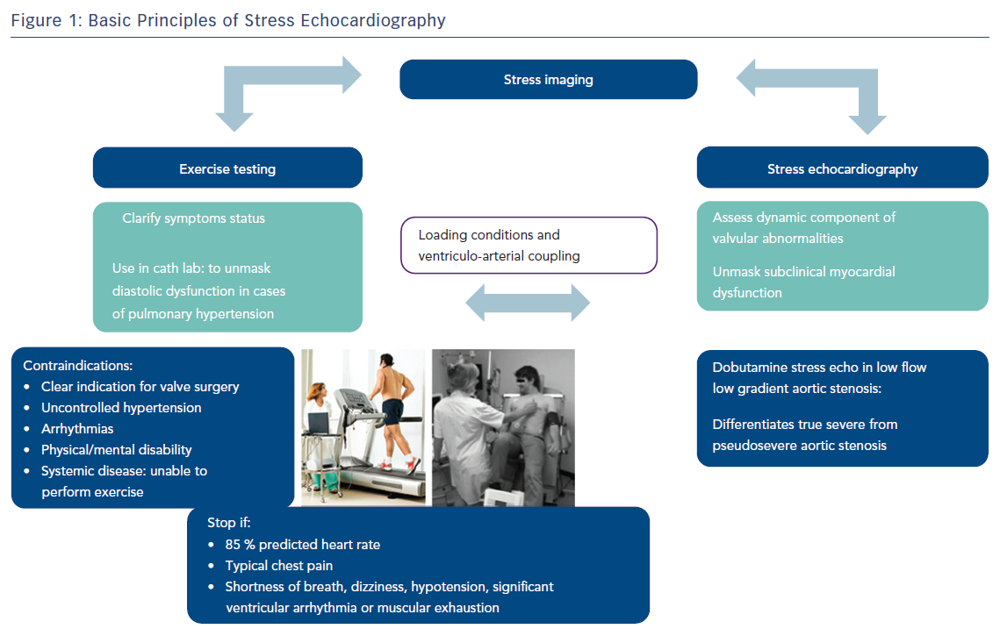 Figure 1: Basic Principles of Stress Echocardiography
Stress imaging
Exercise testing
Clarify symptoms status
Use in cath lab: to unmask
diastolic dysfunction in cases
of pulmonary hypertension
Loading conditions and
ventriculo-arterial coupling
Stress echocardiography
Assess dynamic component of
valvular abnormalities
Unmask subclinical myocardial
dysfunction
Contraindications:
• Clear indication for valve surgery
• Uncontrolled hypertension
• Arrhythmias
• Physical/mental disability
• Systemic disease: unable to
perform exercise
Dobutamine stress echo in low flow
low gradient aortic stenosis:
Differentiates true severe from
pseudosevere aortic stenosis
Stop if:
• 85 % predicted heart rate
• Typical chest pain
• Shortness of breath, dizziness, hypotension, significant
ventricular arrhythmia or muscular exhaustion